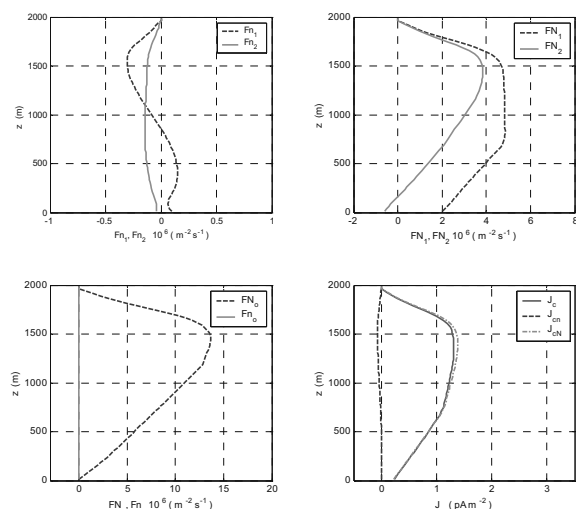 2000
1500
1000
500
0
z (m)
-1 -0.5 0 0.5 1
Fn1, Fn2 10^6 ( m^-2 s^-1)
Fn1
Fn2
2000
1500
1000
500
0
z (m)
-2 0 2 4 6 8
FN1, FN2 10^6 ( m^-2 s^-1)
FN1
FN2
2000
1500
1000
500
0
z (m)
0 5 10 15 20
FN , Fn 10^6 ( m^-2 s^-1)
FNo
Fno
2000
1500
1000
500
0
z (m)
0 1 2 3
J ( pA m^-2)
Jc
Jcn
JcN